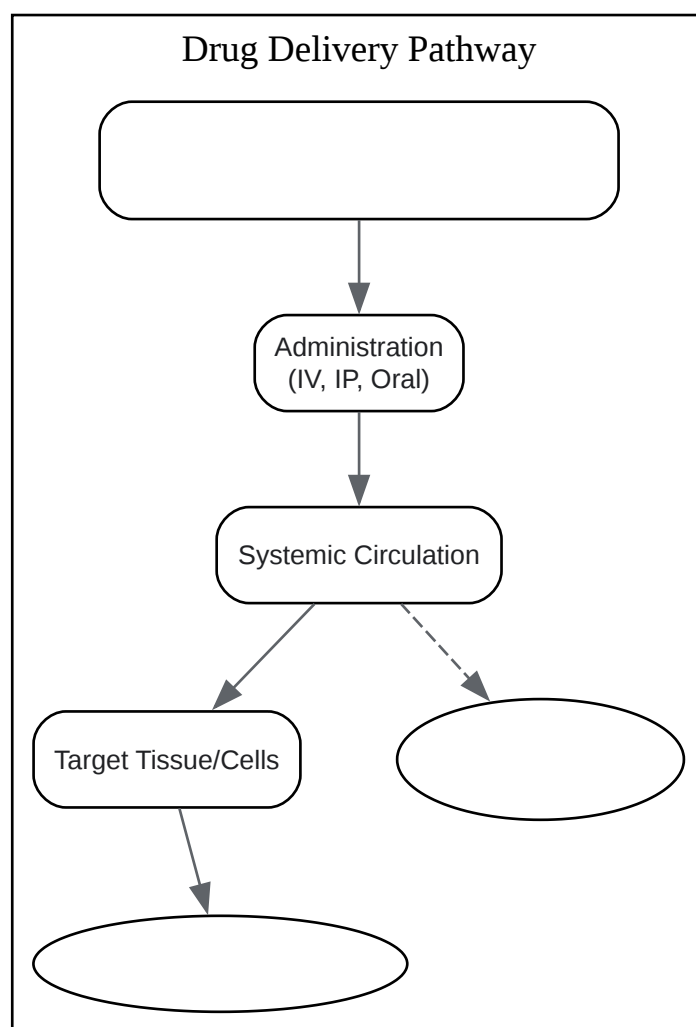 Drug Delivery Pathway
Administration
(IV, IP, Oral)
Systemic Circulation
Target Tissue/Cells